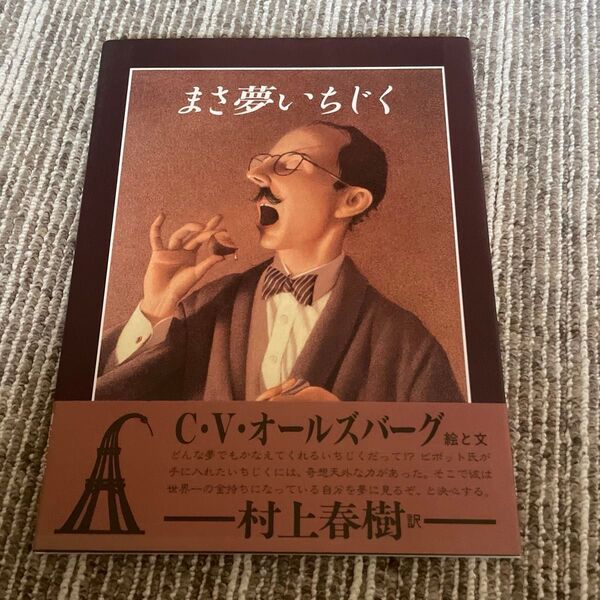 まさ夢いちじく
C・V・オールズバーグ 絵と文
どんな夢でもかなえてくれるいちじくだって!? ビボット氏が
手に入れたいちじくには、奇想天外な力があった。そこで彼は
世界一の金持ちになっている自分を夢に見るぞ、と決心する。
村上春樹 訳